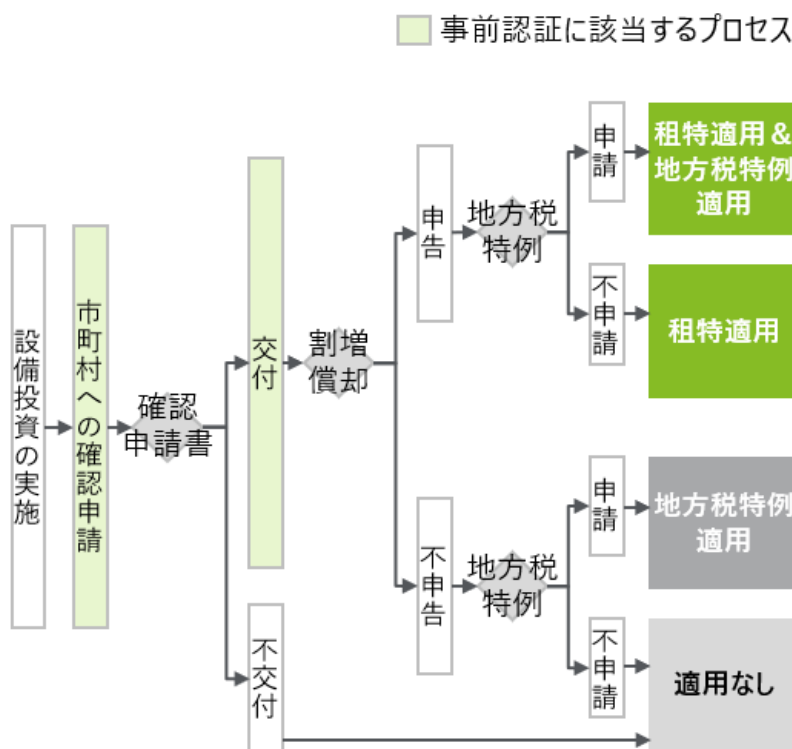 事前認証に該当するプロセス
設備投資の実施
市町村への確認申請
確認
申請書
交付
不交付
割増
償却
申告
不申告
地方税
特例
申請
不申請
租特適用&
地方税特例
適用
租特適用
地方税
特例
申請
不申請
地方税特例
適用
適用なし